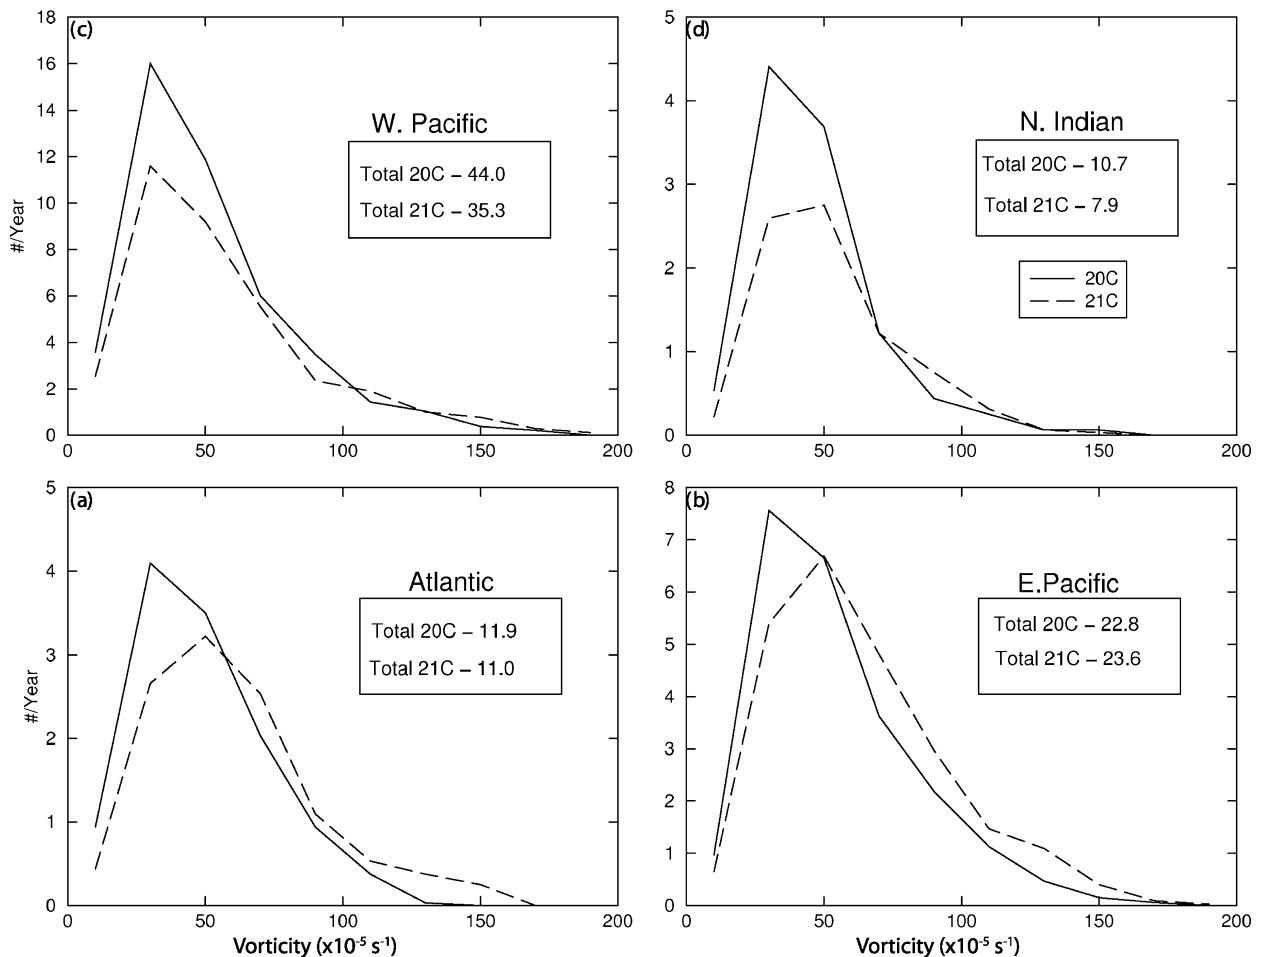 (c)
W. Pacific
Total 20C – 44.0
Total 21C – 35.3
#/Year
18
16
14
12
10
8
6
4
2
0
0 50 100 150 200
(d)
N. Indian
Total 20C – 10.7
Total 21C – 7.9
20C
21C
5
4
3
2
1
0
0 50 100 150 200
(a)
Atlantic
Total 20C – 11.9
Total 21C – 11.0
#/Year
5
4
3
2
1
0
0 50 100 150 200
Vorticity (x10⁻⁵ s⁻¹)
(b)
E.Pacific
Total 20C – 22.8
Total 21C – 23.6
8
7
6
5
4
3
2
1
0
0 50 100 150 200
Vorticity (x10⁻⁵ s⁻¹)